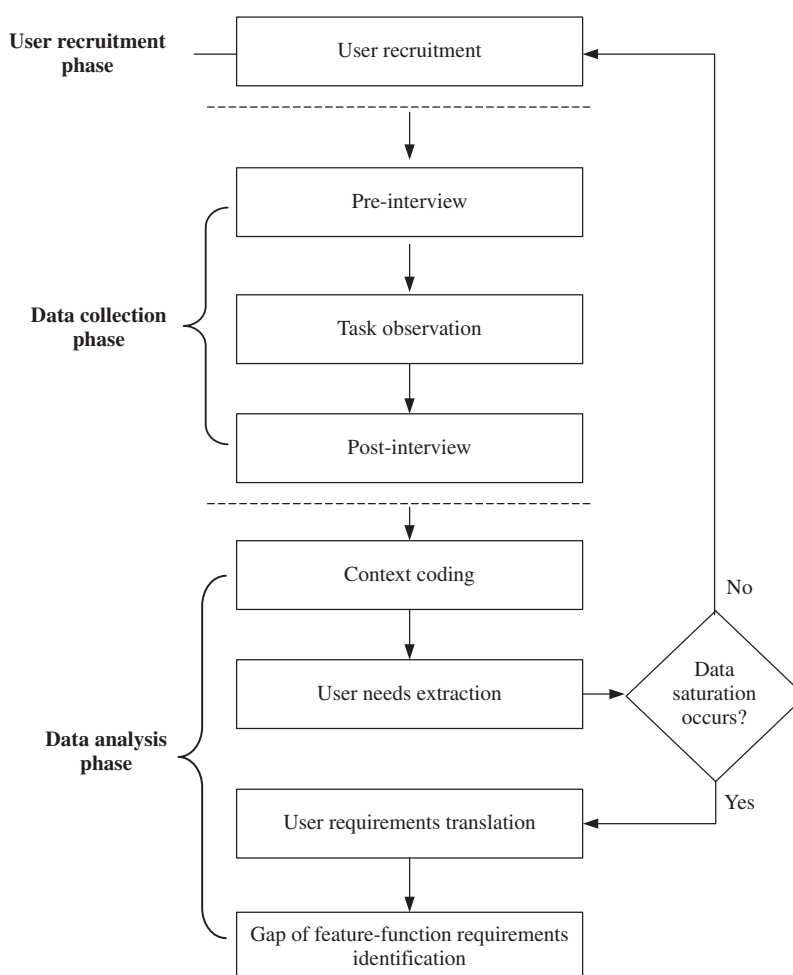 User recruitment
phase
User recruitment
Pre-interview
Data collection
phase
Task observation
Post-interview
Context coding
No
User needs extraction
Data
saturation
occurs?
Data analysis
phase
Yes
User requirements translation
Gap of feature-function requirements
identification